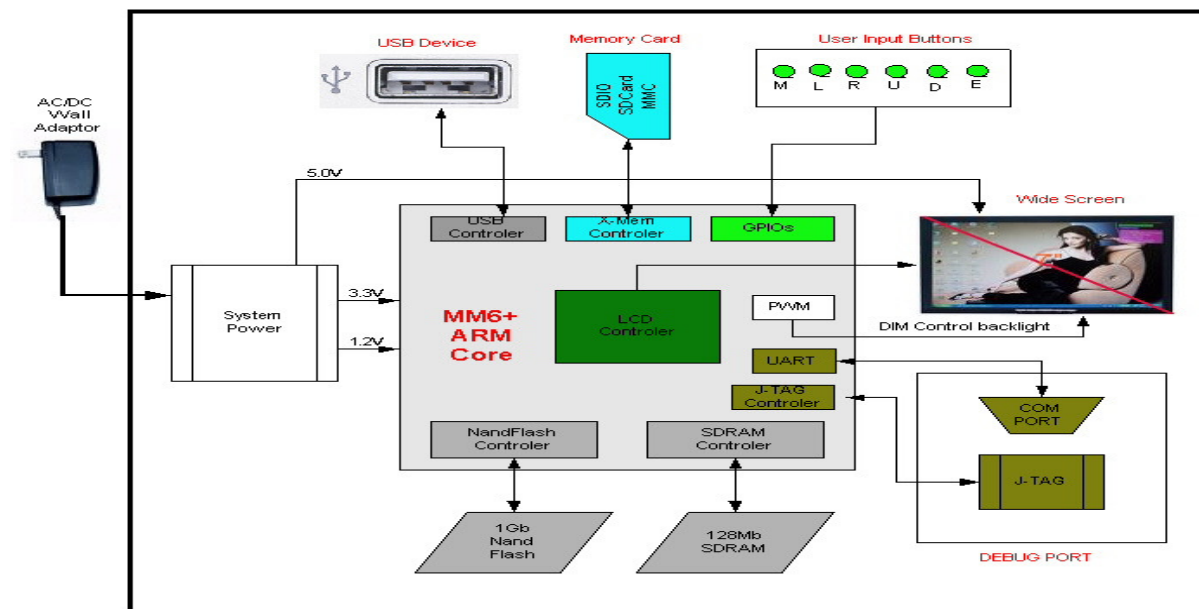 USB Device
Memory Card
User Input Buttons
SDIO
SDCard
MMC
M L R U D E
AC/DC
Wall
Adaptor
5.0V
Wide Screen
USB
Controler
X-Mem
Controler
GPIOs
7"
System
Power
3.3V
1.2V
MM6+
ARM
Core
LCD
Controler
PWM
DIM Control backlight
UART
J-TAG
Controler
COM
PORT
J-TAG
DEBUG PORT
NandFlash
Controler
SDRAM
Controler
1Gb
Nand
Flash
128Mb
SDRAM